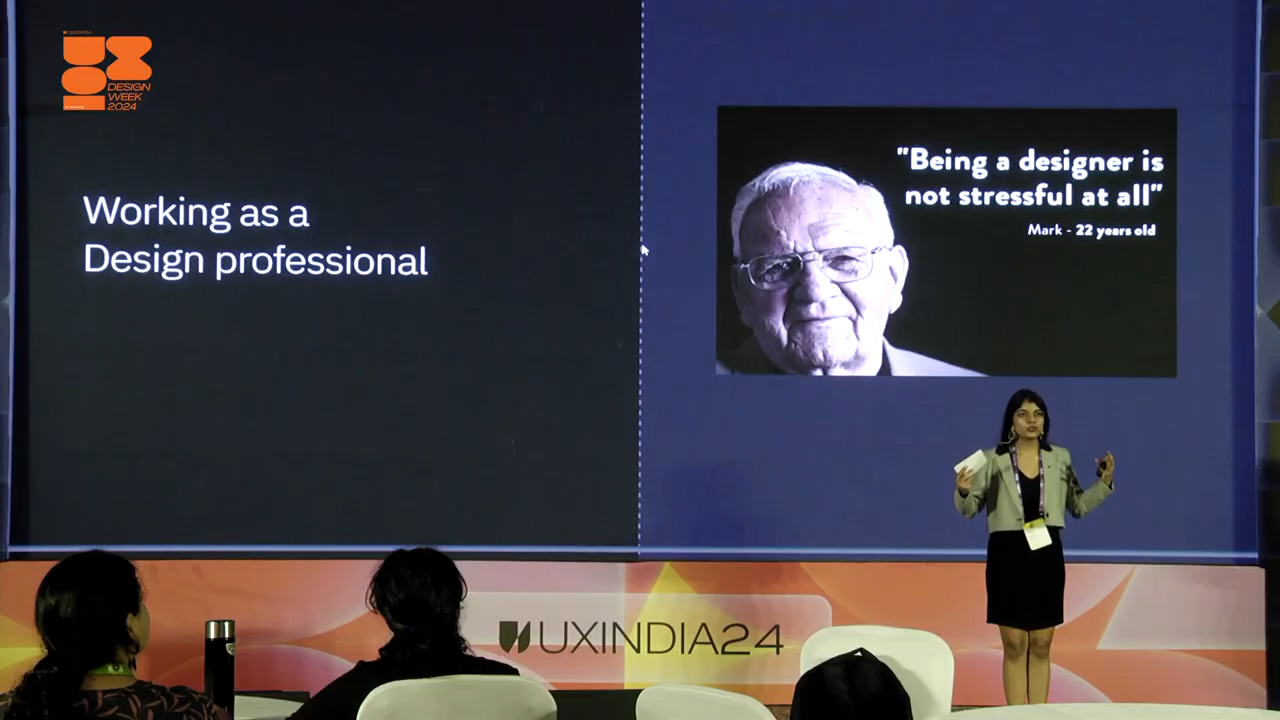 UXINDIA24
DESIGN
WEEK
2024
Working as a
Design professional
"Being a designer is
not stressful at all"
Mark - 22 years old
UXINDIA24